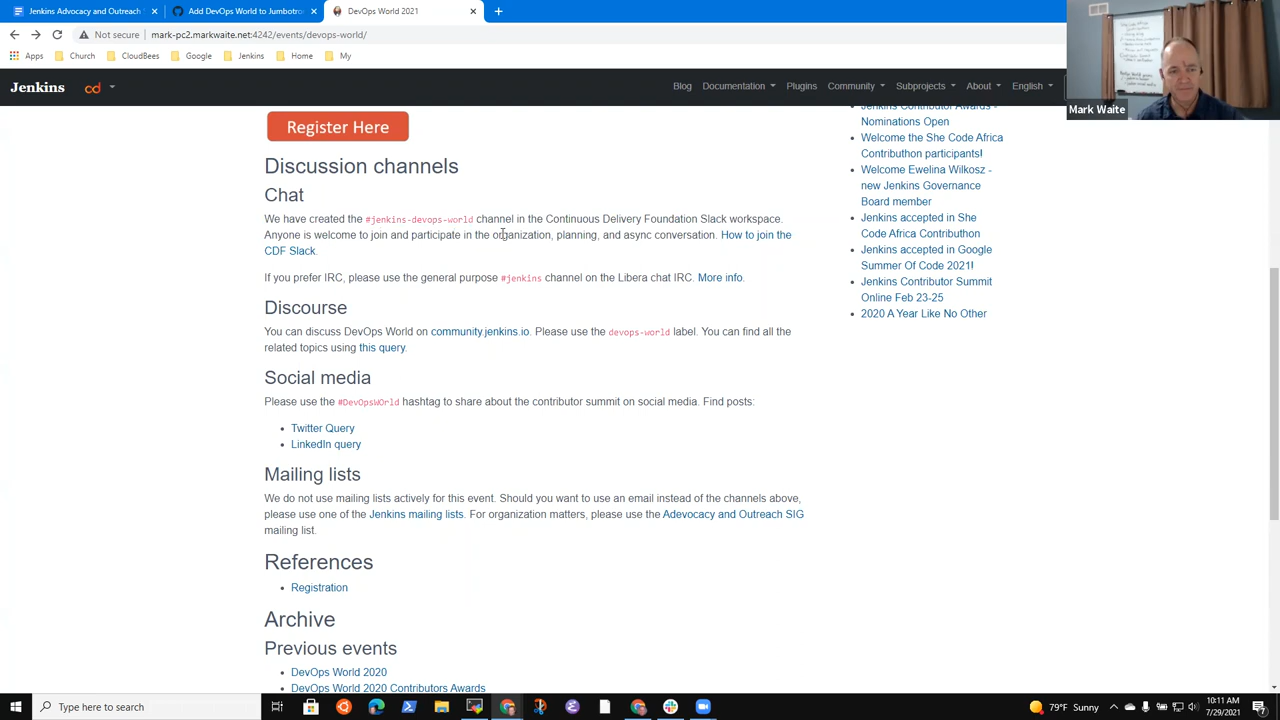 Jenkins Advocacy and Outreach
Add DevOps World to Jumbotro
DevOps World 2021
Not secure
mark-pc2.markwaite.net:4242/events/devops-world/
Apps
Church
CloudBees
Google
Jenkins
Home
My
Jenkins
cd
Blog
Documentation
Plugins
Community
Subprojects
About
English
Mark Waite
Register Here
Discussion channels
Chat
We have created the #jenkins-devops-world channel in the Continuous Delivery Foundation Slack workspace.
Anyone is welcome to join and participate in the organization, planning, and async conversation. How to join the
CDF Slack.
If you prefer IRC, please use the general purpose #jenkins channel on the Libera chat IRC. More info.
Discourse
You can discuss DevOps World on community.jenkins.io. Please use the devops-world label. You can find all the
related topics using this query.
Social media
Please use the #DevOpsWOrld hashtag to share about the contributor summit on social media. Find posts:
Twitter Query
LinkedIn query
Mailing lists
We do not use mailing lists actively for this event. Should you want to use an email instead of the channels above,
please use one of the Jenkins mailing lists. For organization matters, please use the Adevocacy and Outreach SIG
mailing list.
References
Registration
Archive
Previous events
DevOps World 2020
DevOps World 2020 Contributors Awards
Jenkins Contributor Awards -
Nominations Open
Welcome the She Code Africa
Contributhon participants!
Welcome Ewelina Wilkosz -
new Jenkins Governance
Board member
Jenkins accepted in She
Code Africa Contributhon
Jenkins accepted in Google
Summer Of Code 2021!
Jenkins Contributor Summit
Online Feb 23-25
2020 A Year Like No Other
Type here to search
79°F Sunny
10:11 AM
7/29/2021